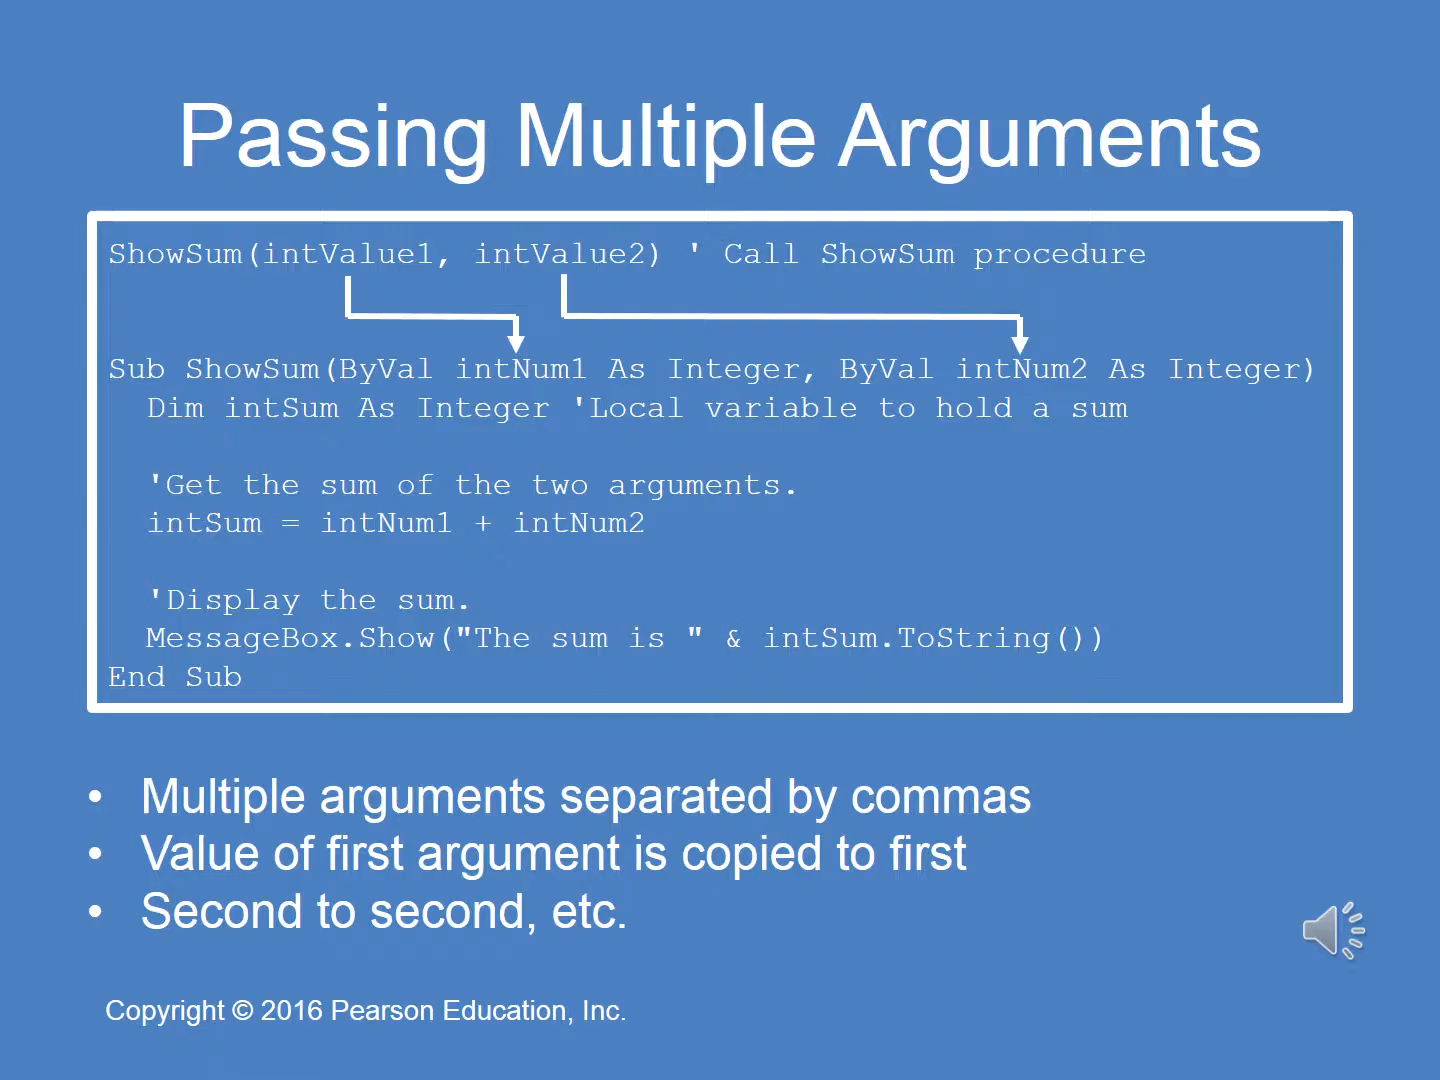 Passing Multiple Arguments
ShowSum(intValue1, intValue2) ' Call ShowSum procedure
Sub ShowSum(ByVal intNum1 As Integer, ByVal intNum2 As Integer)
Dim intSum As Integer 'Local variable to hold a sum
'Get the sum of the two arguments.
intSum = intNum1 + intNum2
'Display the sum.
MessageBox.Show("The sum is " & intSum.ToString())
End Sub
• Multiple arguments separated by commas
• Value of first argument is copied to first
• Second to second, etc.
Copyright © 2016 Pearson Education, Inc.